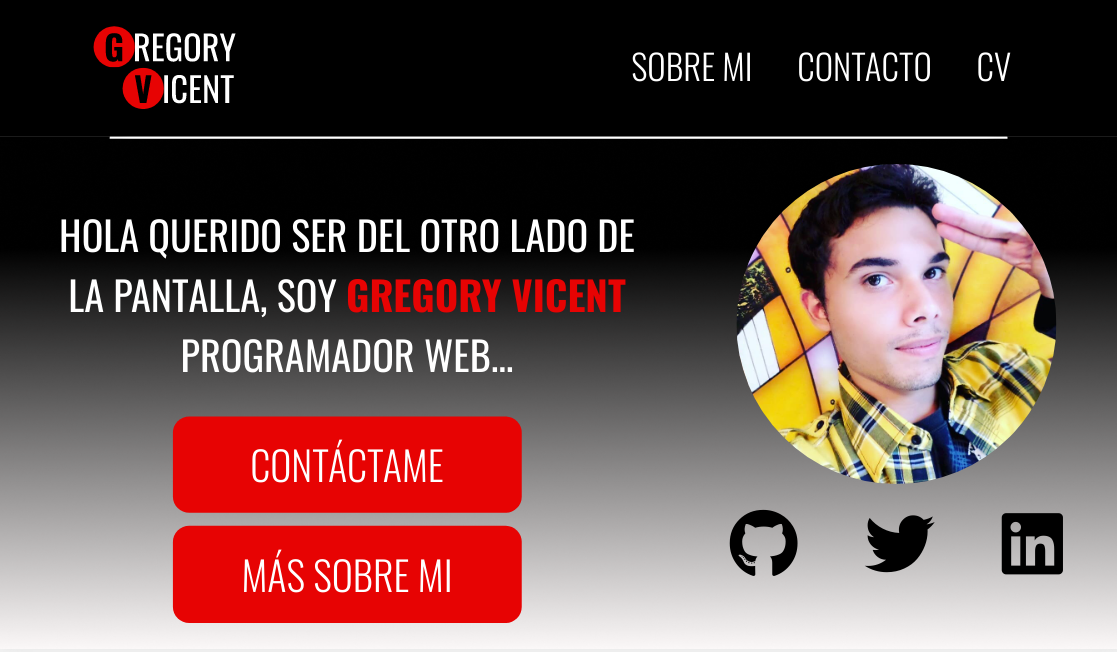 GREGORY
VICENT
SOBRE MI
CONTACTO
CV
HOLA QUERIDO SER DEL OTRO LADO DE
LA PANTALLA, SOY GREGORY VICENT
PROGRAMADOR WEB...
CONTÁCTAME
MÁS SOBRE MI
in